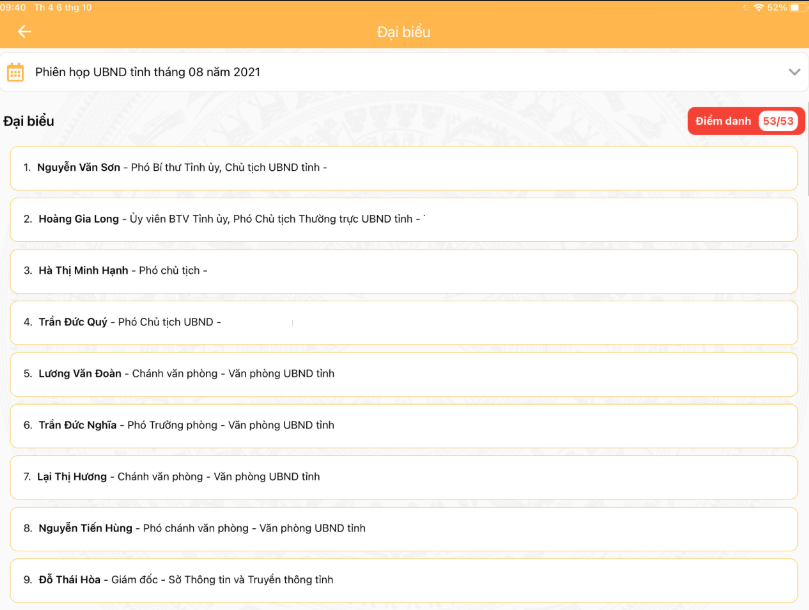 09:40 Th 4 6 thg 10
52%
Đại biểu
Phiên họp UBND tỉnh tháng 08 năm 2021
Đại biểu
Điểm danh 53/53
1. Nguyễn Văn Sơn - Phó Bí thư Tỉnh ủy, Chủ tịch UBND tỉnh -
2. Hoàng Gia Long - Ủy viên BTV Tỉnh ủy, Phó Chủ tịch Thường trực UBND tỉnh -
3. Hà Thị Minh Hạnh - Phó chủ tịch -
4. Trần Đức Quý - Phó Chủ tịch UBND -
5. Lương Văn Đoàn - Chánh văn phòng - Văn phòng UBND tỉnh
6. Trần Đức Nghĩa - Phó Trưởng phòng - Văn phòng UBND tỉnh
7. Lại Thị Hương - Chánh văn phòng - Văn phòng UBND tỉnh
8. Nguyễn Tiến Hùng - Phó chánh văn phòng - Văn phòng UBND tỉnh
9. Đỗ Thái Hòa - Giám đốc - Sở Thông tin và Truyền thông tỉnh